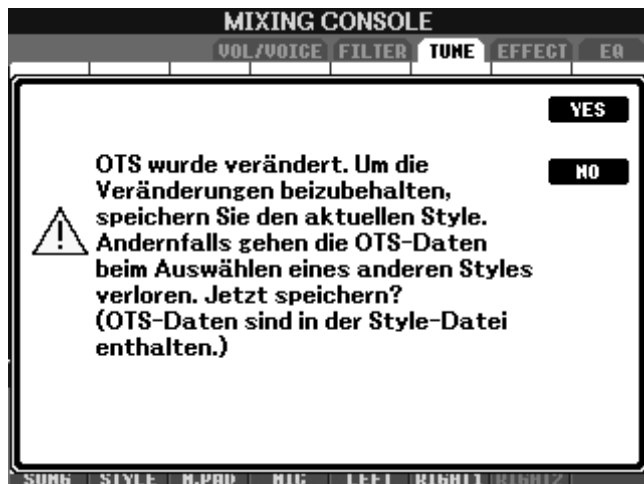 MIXING CONSOLE
VOL/VOICE FILTER TUNE EFFECT EQ
YES
NO
OTS wurde verändert. Um die
Veränderungen beizubehalten,
speichern Sie den aktuellen Style.
Andernfalls gehen die OTS-Daten
beim Auswählen eines anderen Styles
verloren. Jetzt speichern?
(OTS-Daten sind in der Style-Datei
enthalten.)
SONG STYLE M.PAD MIC LEFT RIGHT1 RIGHT2